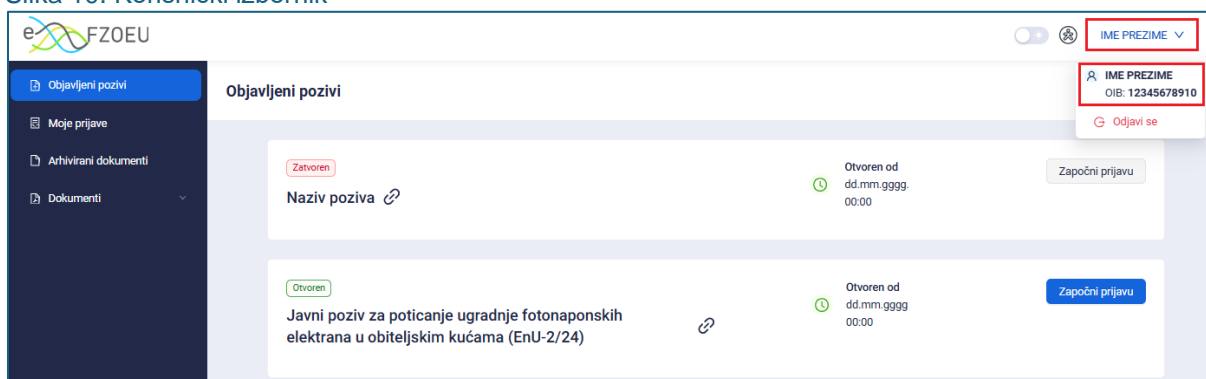 eFZOEU
IME PREZIME
Objavljeni pozivi
Moje prijave
Arhivirani dokumenti
Dokumenti
Objavljeni pozivi
IME PREZIME
OIB: 12345678910
Odjavi se
Zatvoren
Naziv poziva
Otvoren od
dd.mm.gggg.
00:00
Započni prijavu
Otvoren
Javni poziv za poticanje ugradnje fotonaponskih
elektrana u obiteljskim kućama (EnU-2/24)
Otvoren od
dd.mm.gggg
00:00
Započni prijavu